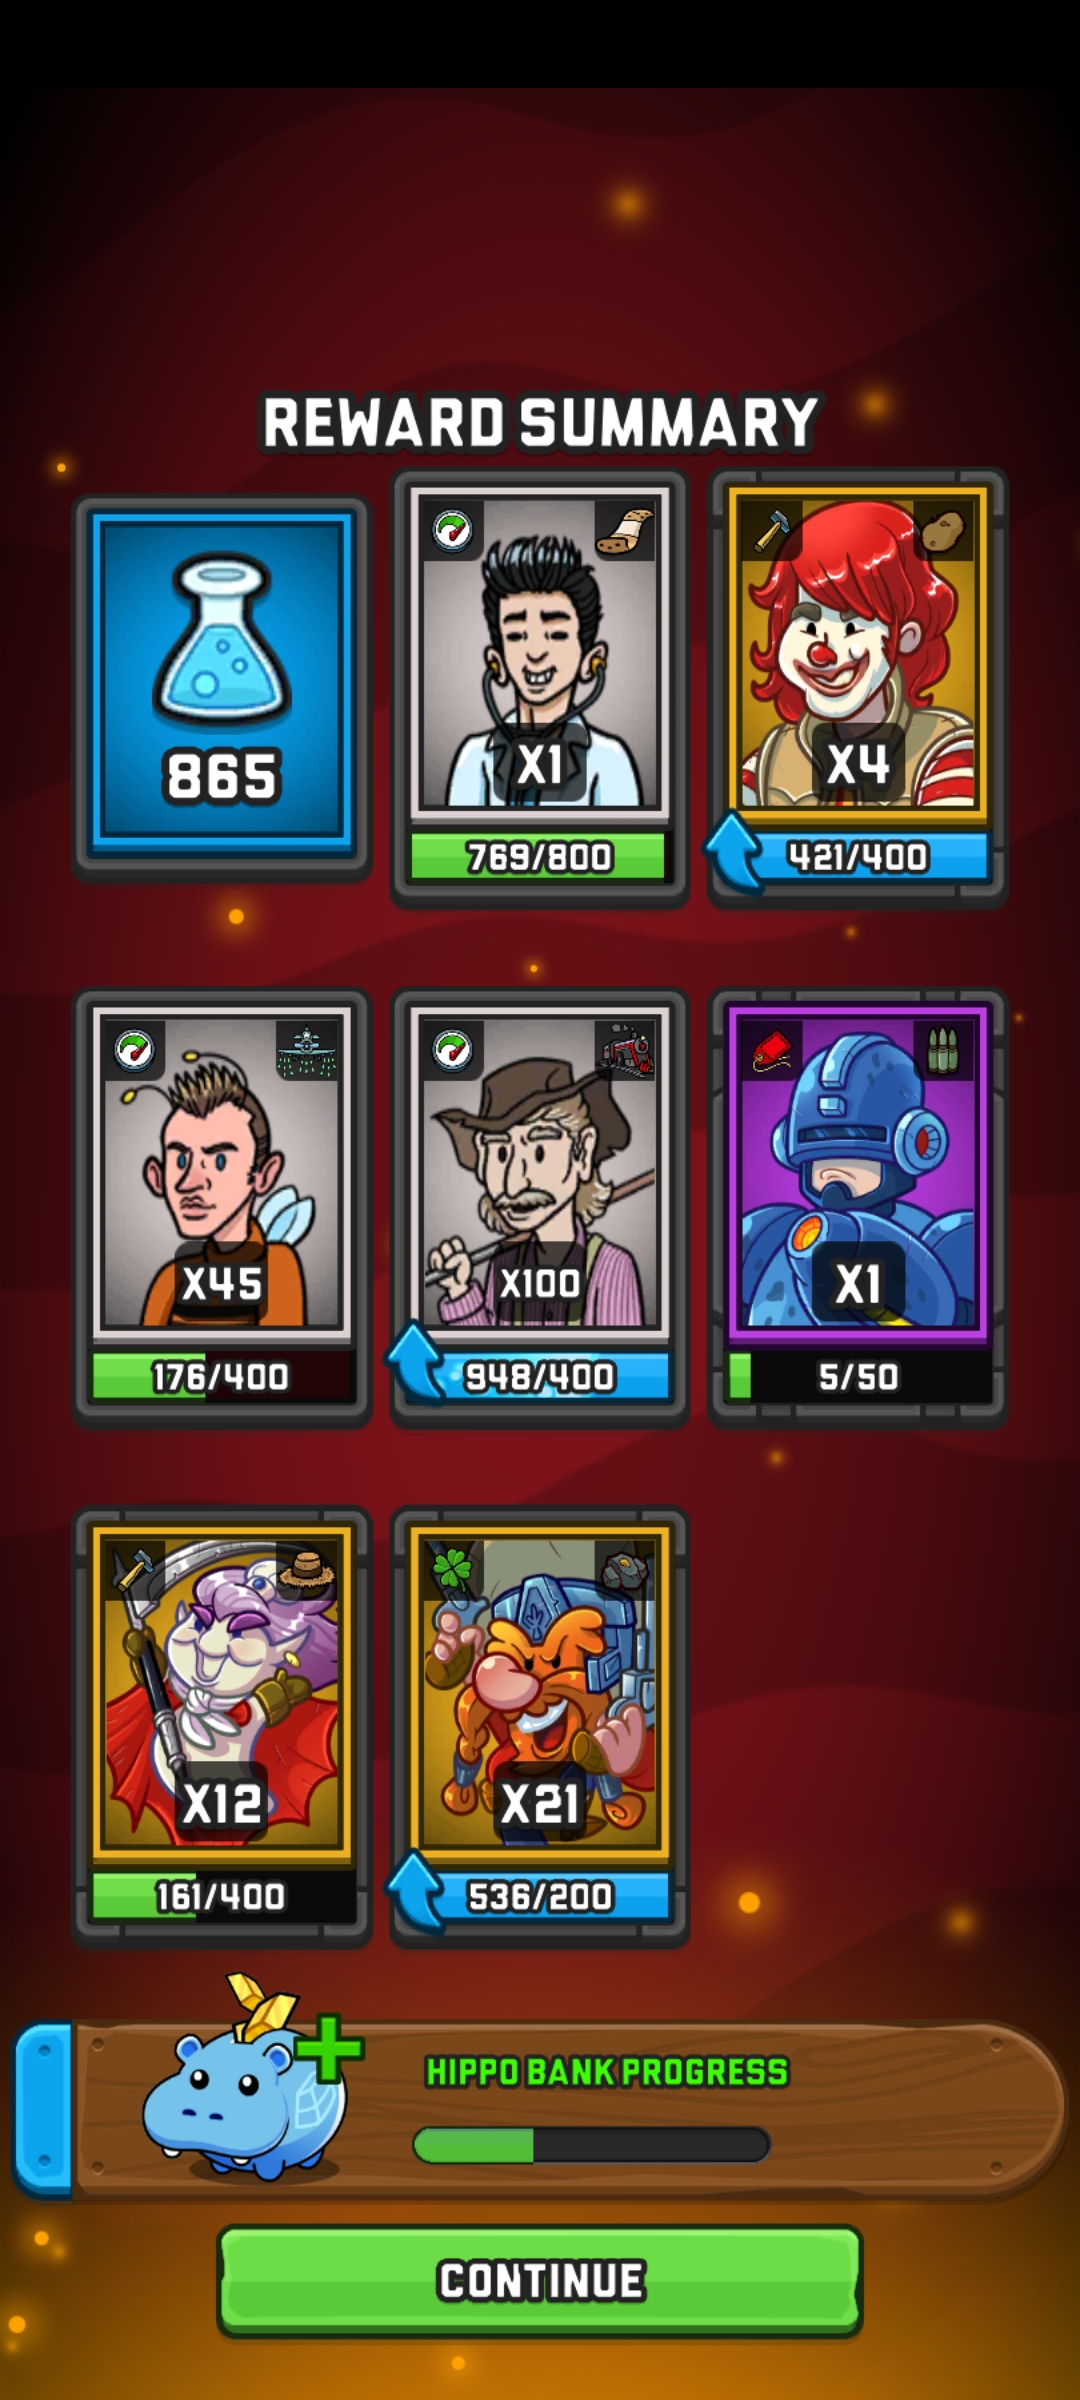 REWARD SUMMARY
865
X1
769/800
X4
421/400
X45
176/400
X100
948/400
X1
5/50
X12
161/400
X21
536/200
HIPPO BANK PROGRESS
CONTINUE